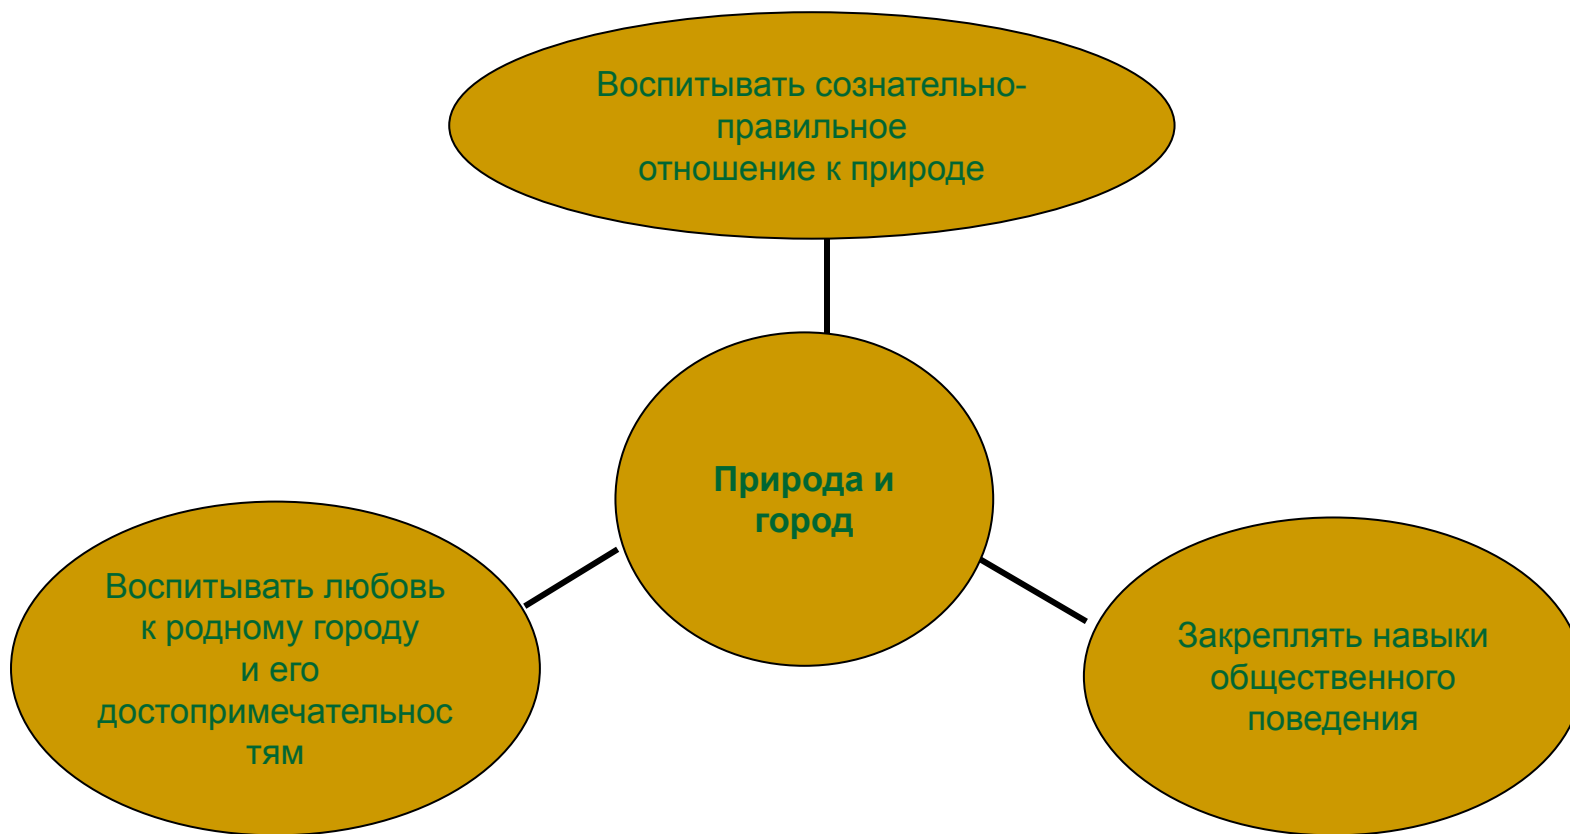 Воспитывать сознательно-
правильное
отношение к природе
Природа и
город
Воспитывать любовь
к родному городу
и его
достопримечательнос
тям
Закреплять навыки
общественного
поведения